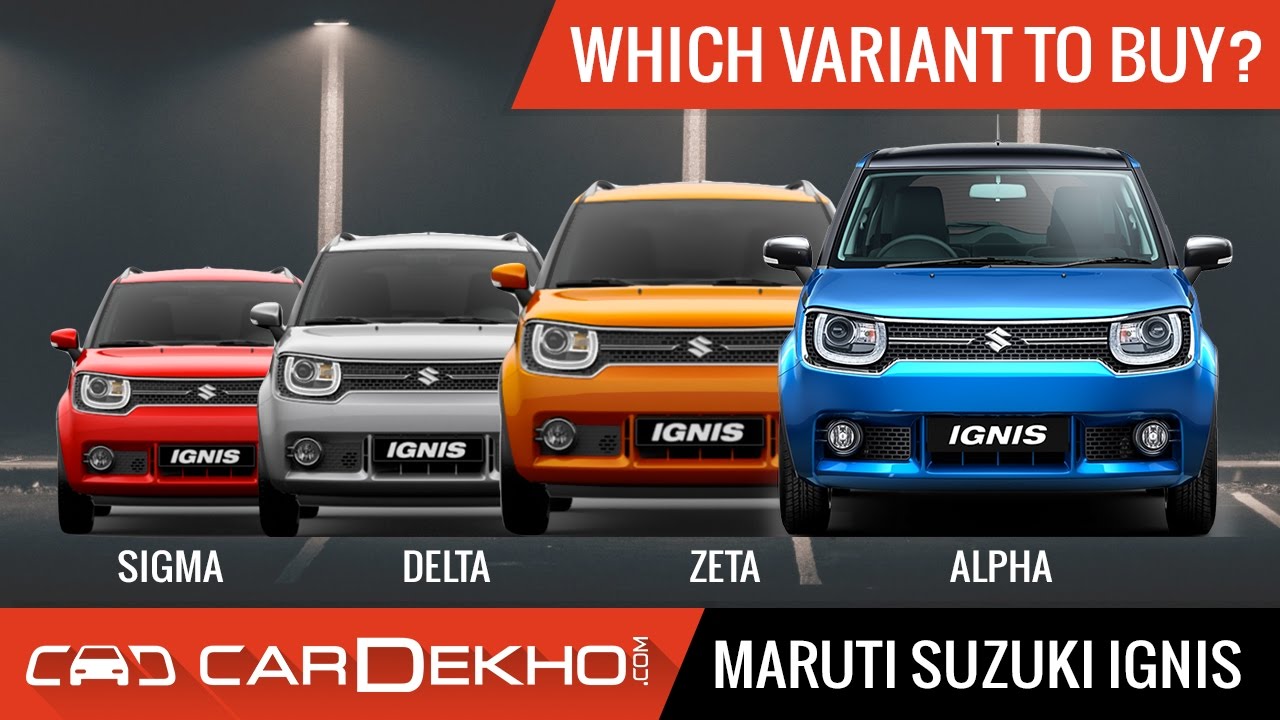 WHICH VARIANT TO BUY?
IGNIS
IGNIS
IGNIS
IGNIS
SIGMA
DELTA
ZETA
ALPHA
CARDEKHO.COM
MARUTI SUZUKI IGNIS